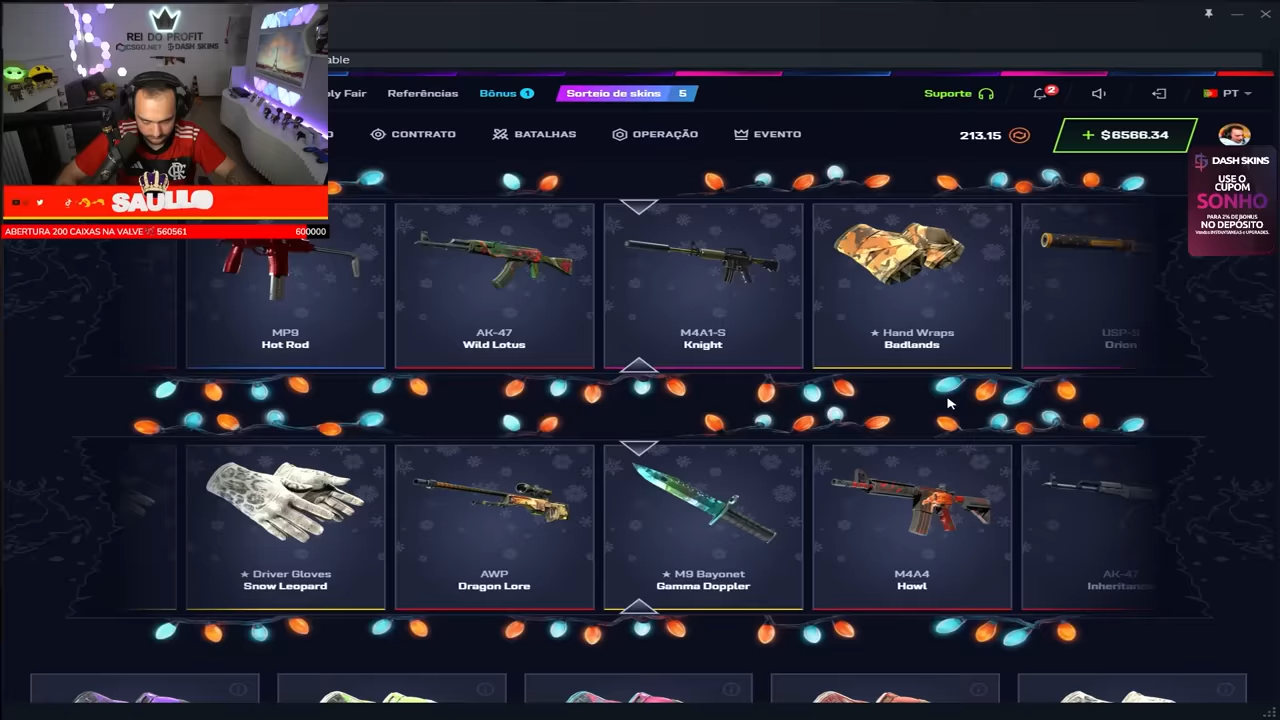 REI DO PROFIT
CSGO.NET DASH SKINS
able
ly Fair
Referências
Bônus 1
Sorteio de skins 5
Suporte
2
PT
O
CONTRATO
BATALHAS
OPERAÇÃO
EVENTO
213.15
+ $6566.34
DASH SKINS
USE O
CUPOM
SONHO
PARA 2% DE BONUS
NO DEPÓSITO
SAULLO
ABERTURA 200 CAIXAS NA VALVE 560561
600000
MP9
Hot Rod
AK-47
Wild Lotus
M4A1-S
Knight
★ Hand Wraps
Badlands
USP-S
Orion
★ Driver Gloves
Snow Leopard
AWP
Dragon Lore
★ M9 Bayonet
Gamma Doppler
M4A4
Howl
AK-47
Inheritance